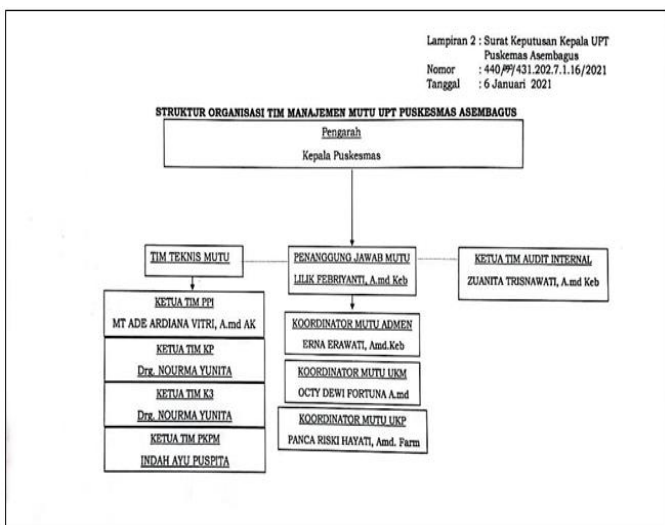 Lampiran 2 : Surat Keputusan Kepala UPT
Puskemas Asembagus
Nomor : 440/ /431.202.7.1.16/2021
Tanggal : 6 Januari 2021
STRUKTUR ORGANISASI TIM MANAJEMEN MUTU UPT PUSKESMAS ASEMBAGUS
Pengarah
Kepala Puskesmas
TIM TEKNIS MUTU
PENANGGUNG JAWAB MUTU
LILIK FEBRIYANTI, A.md Keb
KETUA TIM AUDIT INTERNAL
ZUANITA TRISNAWATI, A.md Keb
KETUA TIM PPI
MT ADE ARDIANA VITRI, A.md AK
KETUA TIM KP
Drg. NOURMA YUNITA
KETUA TIM K3
Drg. NOURMA YUNITA
KETUA TIM PKPM
INDAH AYU PUSPITA
KOORDINATOR MUTU ADMEN
ERNA ERAWATI, Amd.Keb
KOORDINATOR MUTU UKM
OCTY DEWI FORTUNA A.md
KOORDINATOR MUTU UKP
PANCA RISKI HAYATI, Amd. Farm